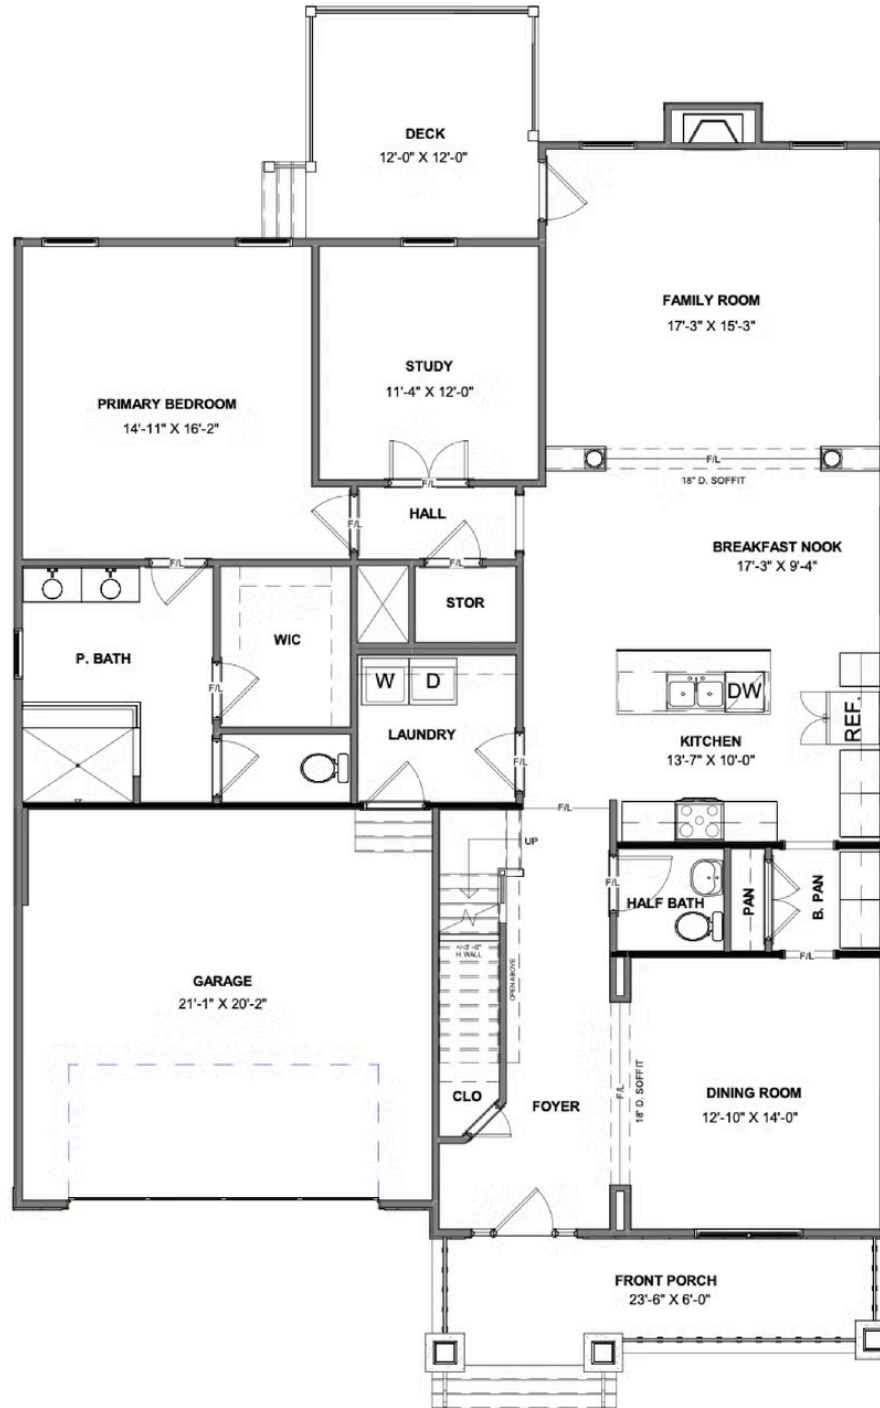 DECK
12'-0" X 12'-0"
FAMILY ROOM
17'-3" X 15'-3"
STUDY
11'-4" X 12'-0"
PRIMARY BEDROOM
14'-11" X 16'-2"
F/L
18" D. SOFFIT
F/L
HALL
F/L
BREAKFAST NOOK
17'-3" X 9'-4"
F/L
F/L
STOR
WIC
P. BATH
F/L
W
D
DW
REF.
LAUNDRY
KITCHEN
13'-7" X 10'-0"
F/L
F/L
UP
F/L
HALF BATH
PAN
B. PAN
H. WALL
F/L
OPEN ABOVE
GARAGE
21'-1" X 20'-2"
CLO
FOYER
F/L
18" D. SOFFIT
DINING ROOM
12'-10" X 14'-0"
FRONT PORCH
23'-6" X 6'-0"